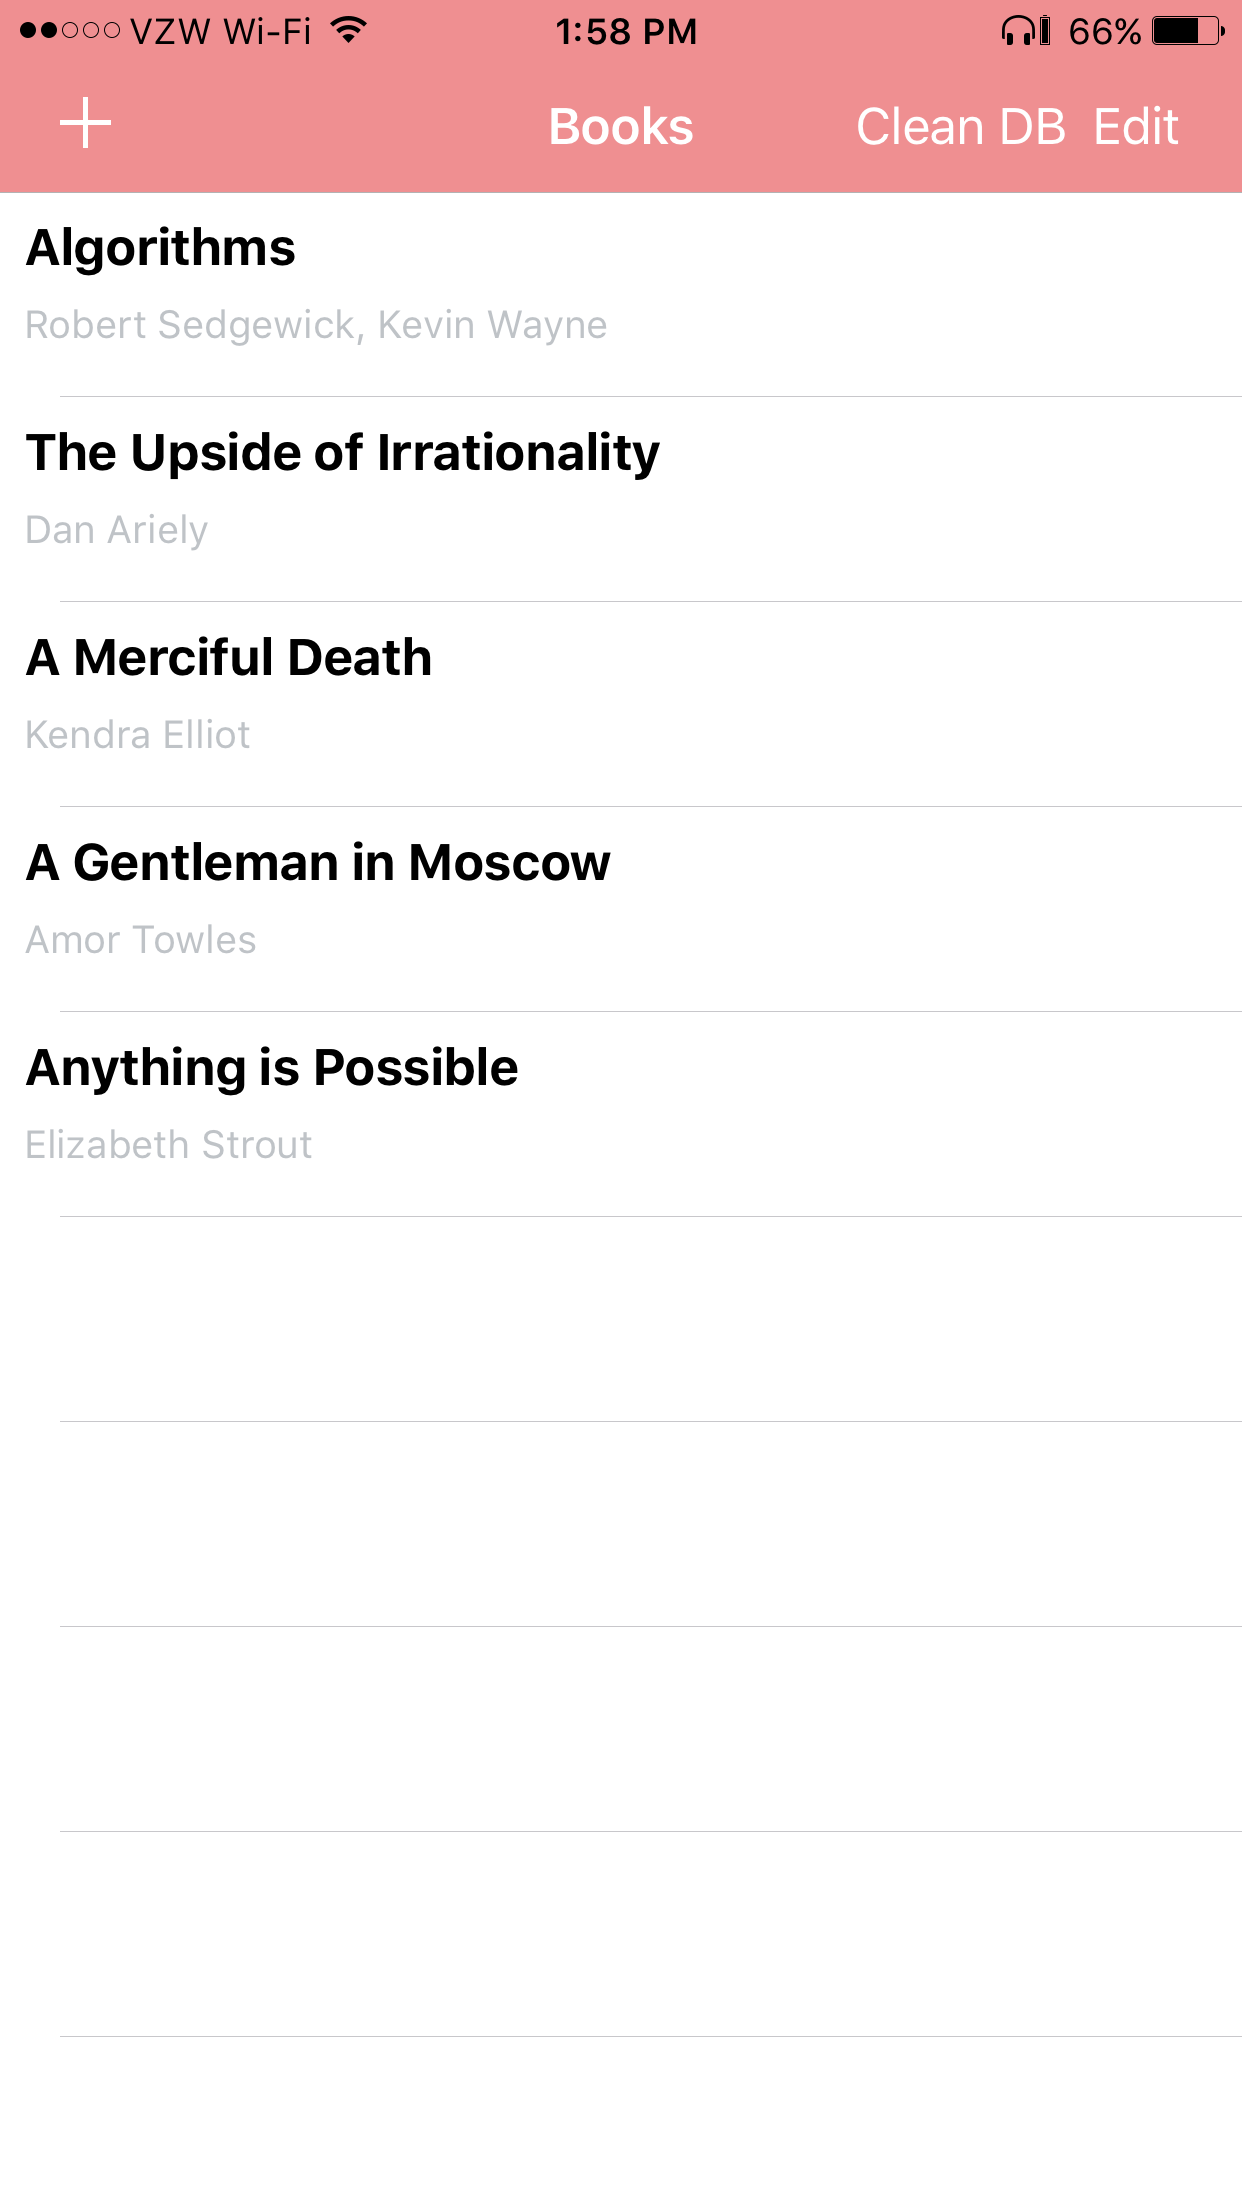 VZW Wi-Fi 1:58 PM 66%
Books Clean DB Edit
Algorithms
Robert Sedgewick, Kevin Wayne
The Upside of Irrationality
Dan Ariely
A Merciful Death
Kendra Elliot
A Gentleman in Moscow
Amor Towles
Anything is Possible
Elizabeth Strout